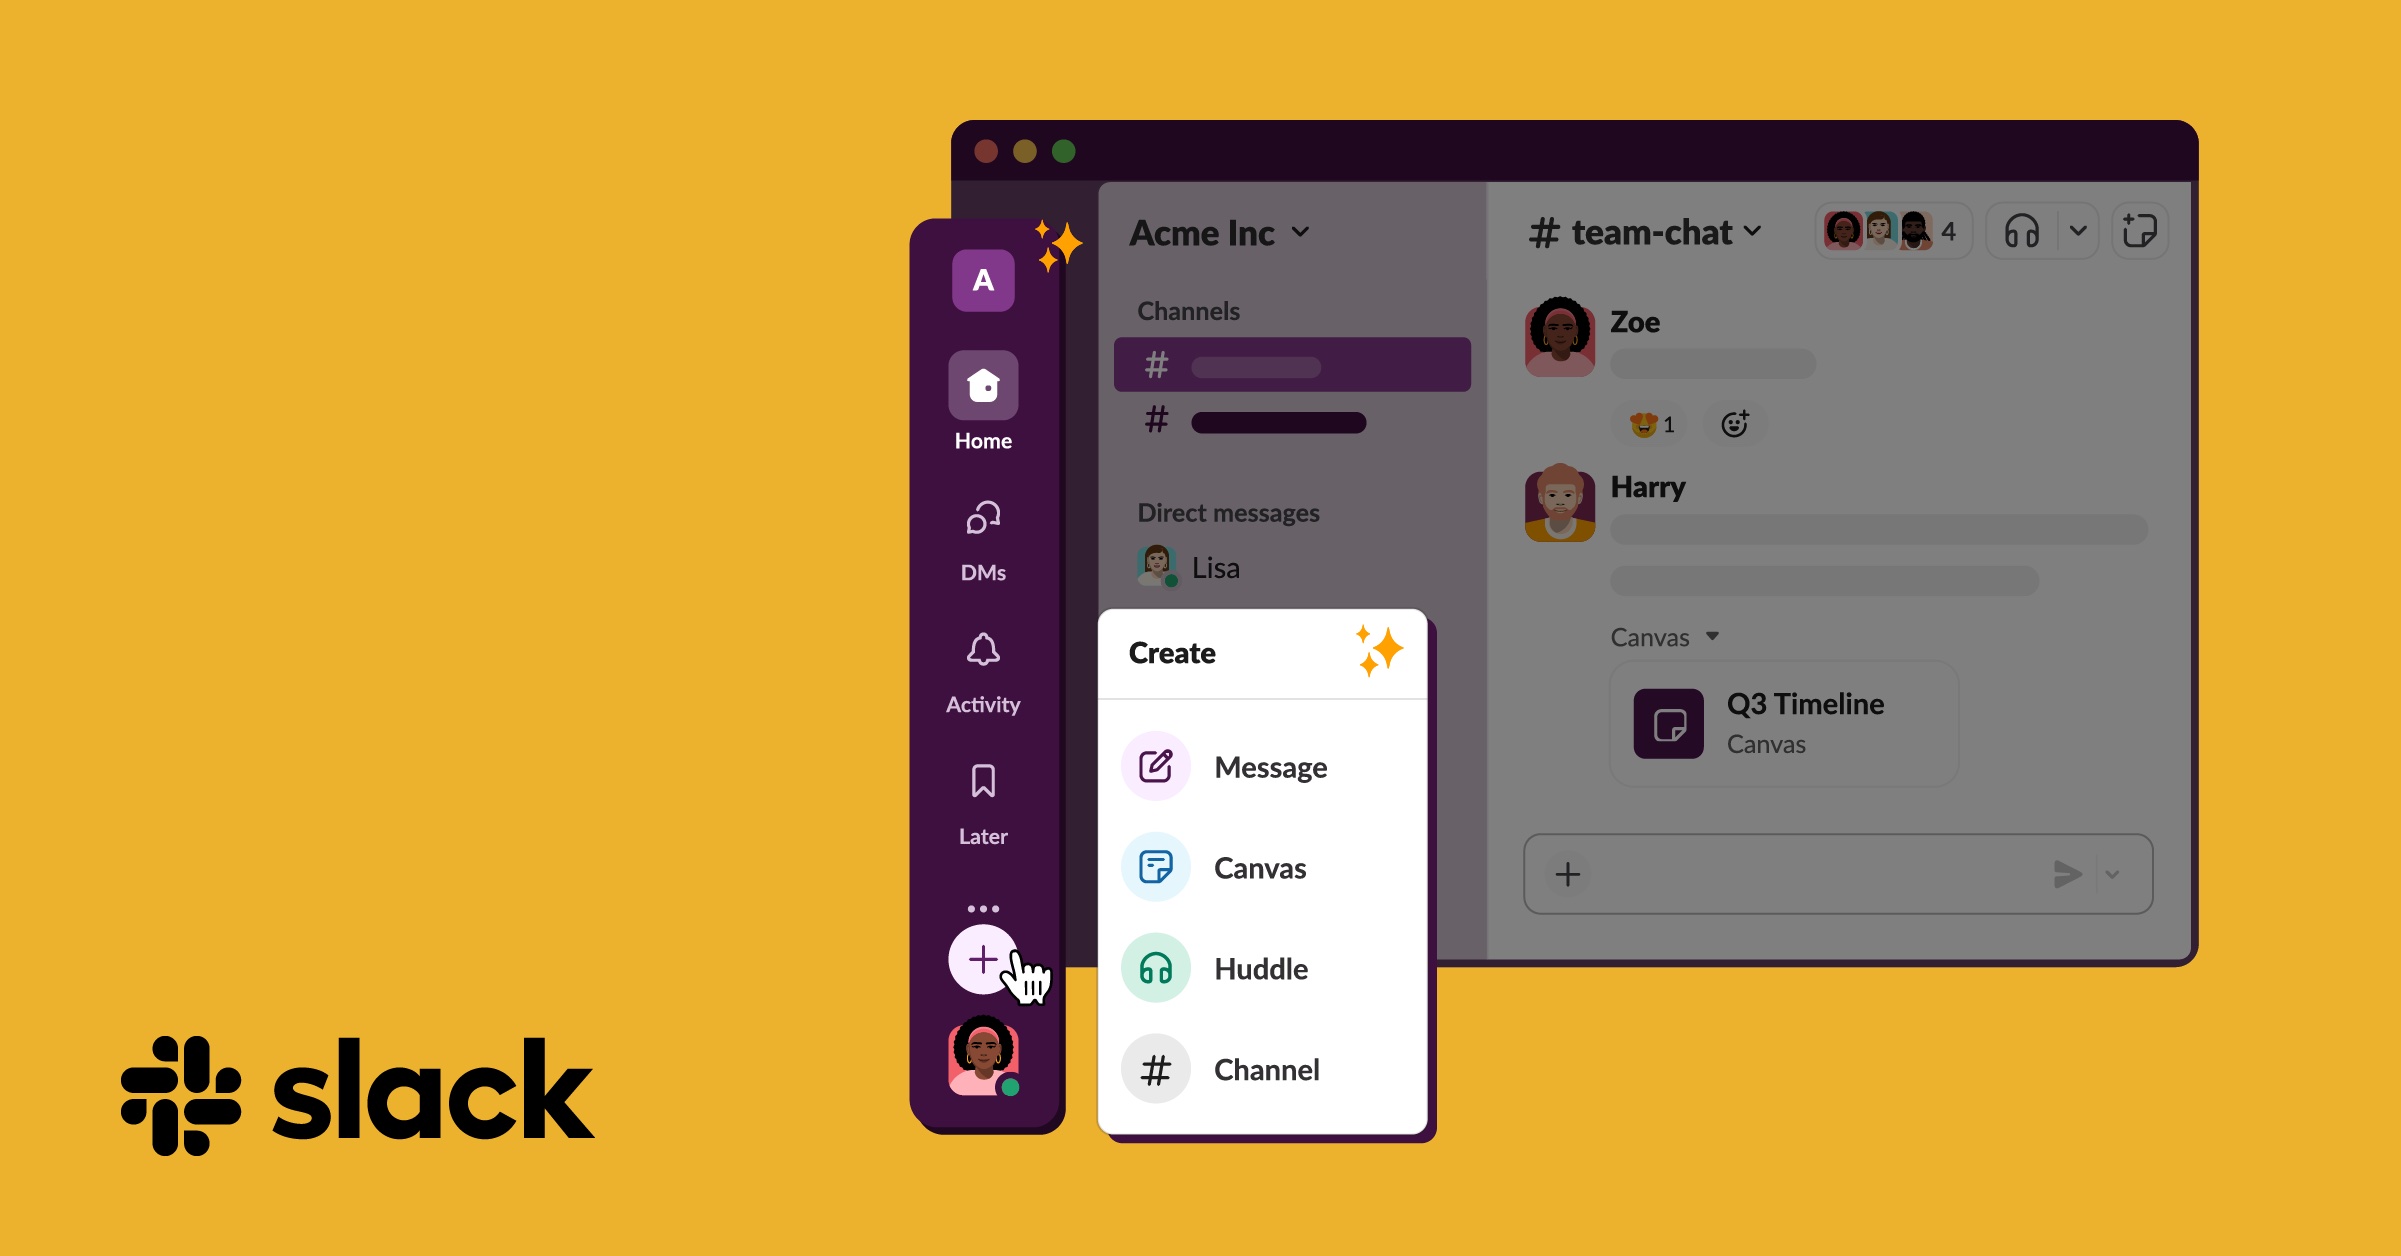 A
Home
DMs
Activity
Later
Acme Inc
Channels
#
#
Direct messages
Lisa
Create
Message
Canvas
Huddle
# Channel
# team-chat
4
Zoe
1
Harry
Canvas
Q3 Timeline
Canvas
slack